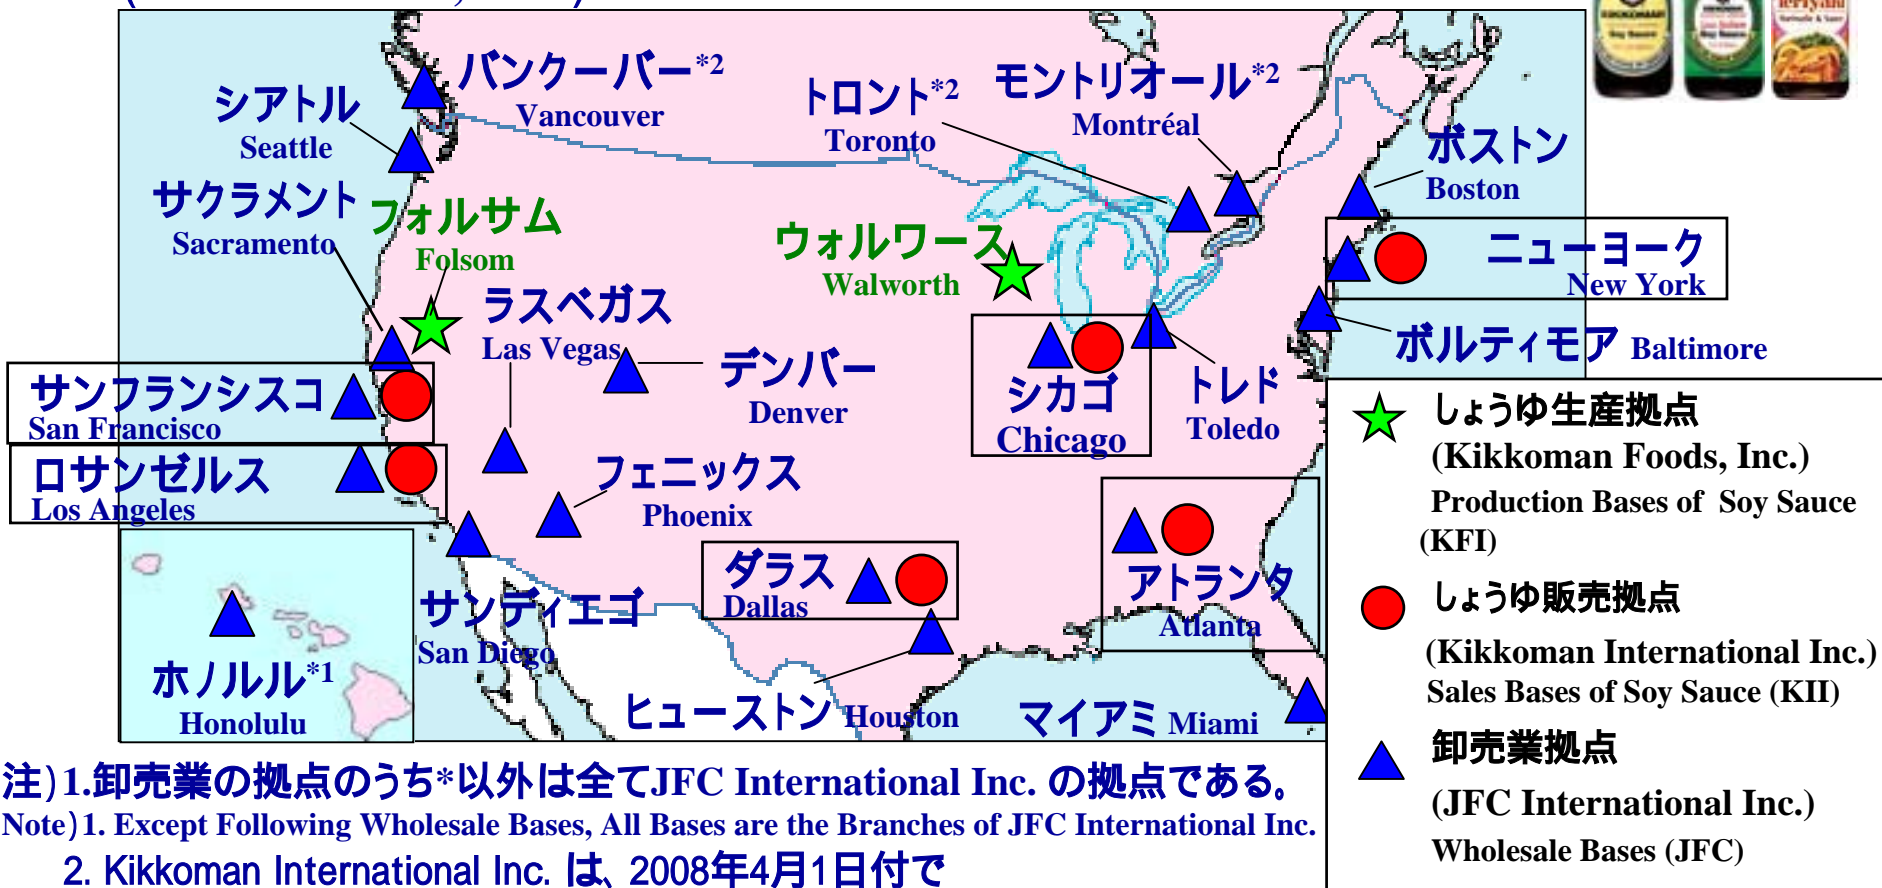 バンクーバー*2
Vancouver
シアトル
Seattle
トロント*2
Toronto
モントリオール*2
Montréal
ボストン
Boston
サクラメント
Sacramento
フォルサム
Folsom
ウォルワース
Walworth
ニューヨーク
New York
ラスベガス
Las Vegas
デンバー
Denver
ボルティモア Baltimore
サンフランシスコ
San Francisco
シカゴ
Chicago
トレド
Toledo
ロサンゼルス
Los Angeles
フェニックス
Phoenix
ダラス
Dallas
アトランタ
Atlanta
サンディエゴ
San Diego
ホノルル*1
Honolulu
ヒューストン Houston
マイアミ Miami
しょうゆ生産拠点
(Kikkoman Foods, Inc.)
Production Bases of Soy Sauce
(KFI)
しょうゆ販売拠点
(Kikkoman International Inc.)
Sales Bases of Soy Sauce (KII)
卸売業拠点
(JFC International Inc.)
Wholesale Bases (JFC)
注)1.卸売業の拠点のうち*以外は全てJFC International Inc. の拠点である。
Note)1. Except Following Wholesale Bases, All Bases are the Branches of JFC International Inc.
2. Kikkoman International Inc. は、2008年4月1日付で